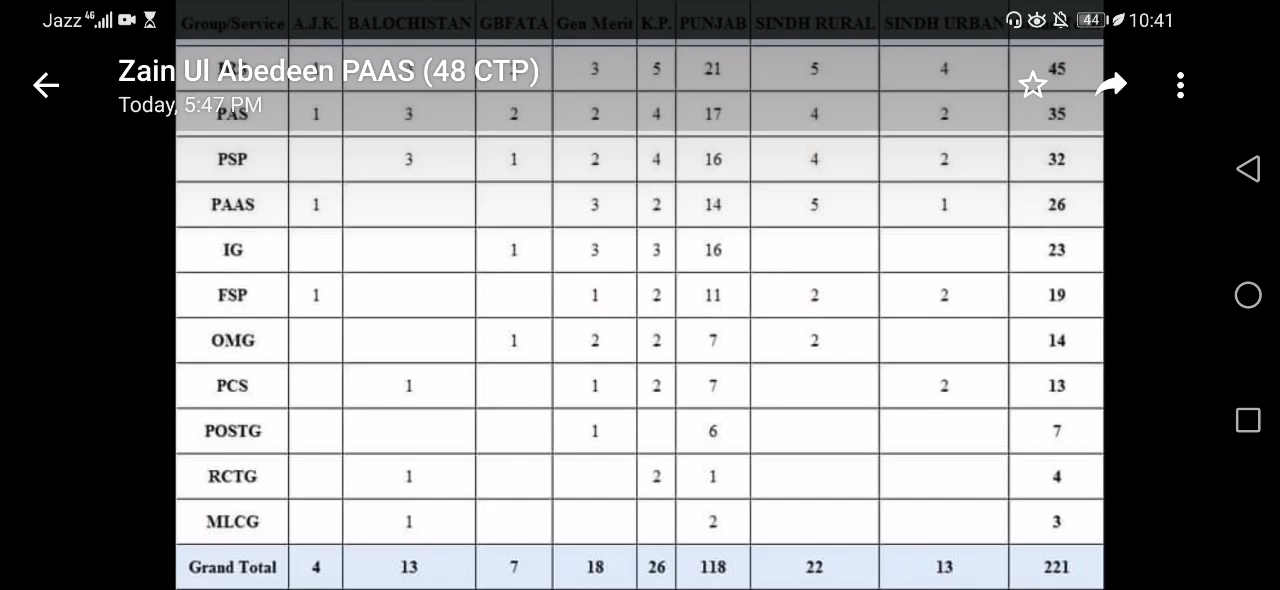 Jazz 4G 44 10:41
Group/Service A.J.K. BALOCHISTAN GBFATA Gen Merit K.P. PUNJAB SINDH RURAL SINDH URBAN
Zain Ul Abedeen PAAS (48 CTP)
3 5 21 5 4 45
Today, 5:47 PM
PAS 1 3 2 2 4 17 4 2 35
PSP 3 1 2 4 16 4 2 32
PAAS 1 3 2 14 5 1 26
IG 1 3 3 16 23
FSP 1 1 2 11 2 2 19
OMG 1 2 2 7 2 14
PCS 1 1 2 7 2 13
POSTG 1 6 7
RCTG 1 2 1 4
MLCG 1 2 3
Grand Total 4 13 7 18 26 118 22 13 221